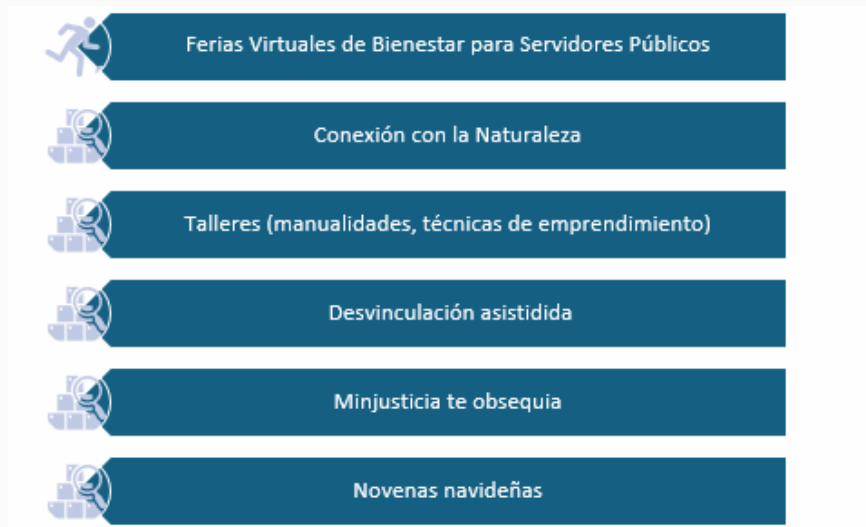 Ferias Virtuales de Bienestar para Servidores Públicos
Conexión con la Naturaleza
Talleres (manualidades, técnicas de emprendimiento)
Desvinculación asistidida
Minjusticia te obsequia
Novenas navideñas